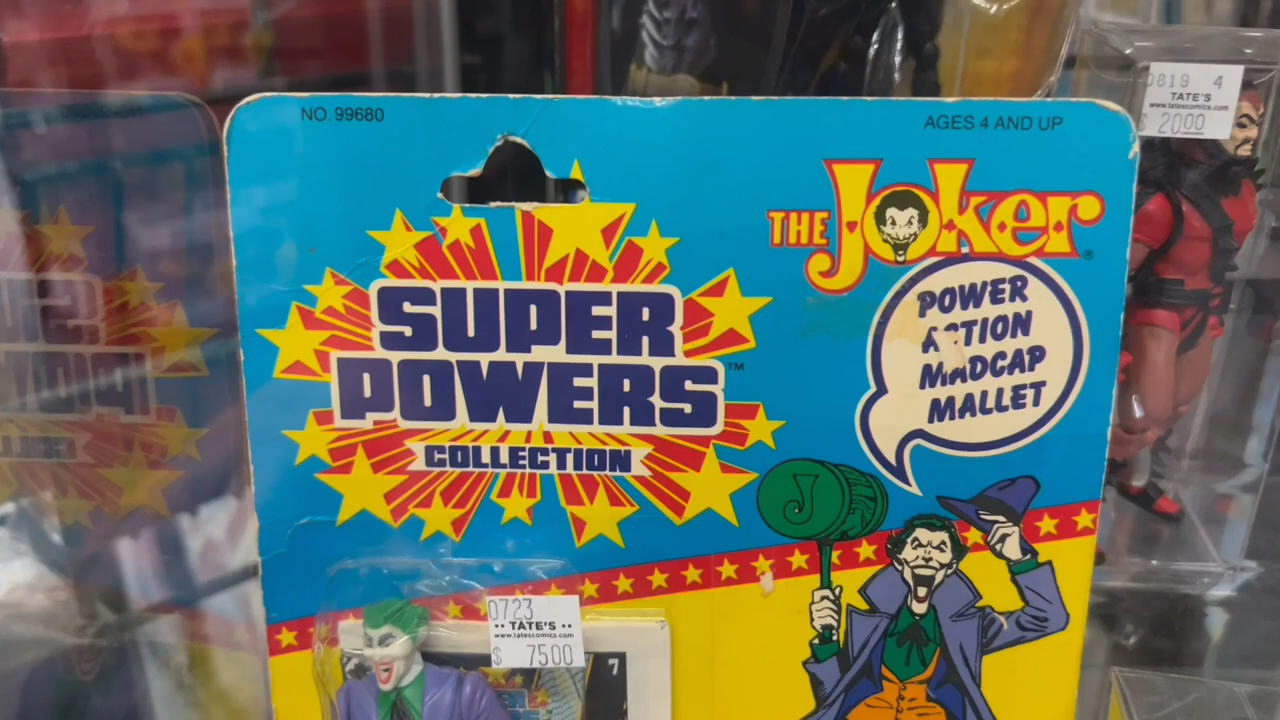 NO. 99680
AGES 4 AND UP
THE JOKER
®
SUPER
POWERS
™
COLLECTION
POWER
ACTION
MADCAP
MALLET
J
0723
•• TATE'S ••
www.tatescomics.com
$ 7500
7
0819 4
TATE'S
www.tatescomics.com
$ 2000